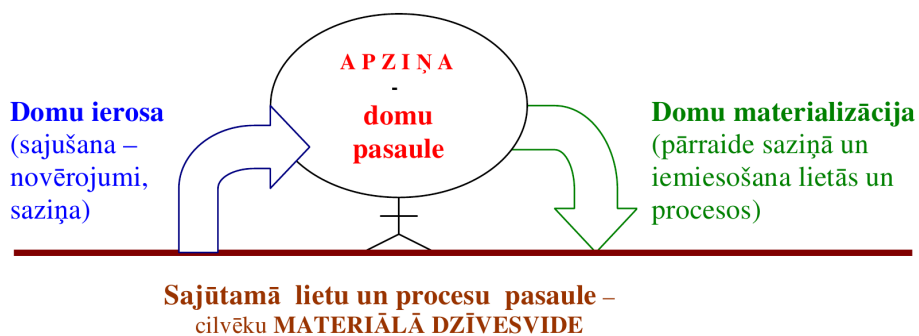 A P Z I Ņ A
-
domu
pasaule
Domu ierosa
(sajušana –
novērojumi,
saziņa)
Domu materializācija
(pārraide saziņā un
iemiesošana lietās un
procesos)
Sajūtamā lietu un procesu pasaule –
cilvēku MATERIĀLĀ DZĪVESVIDE